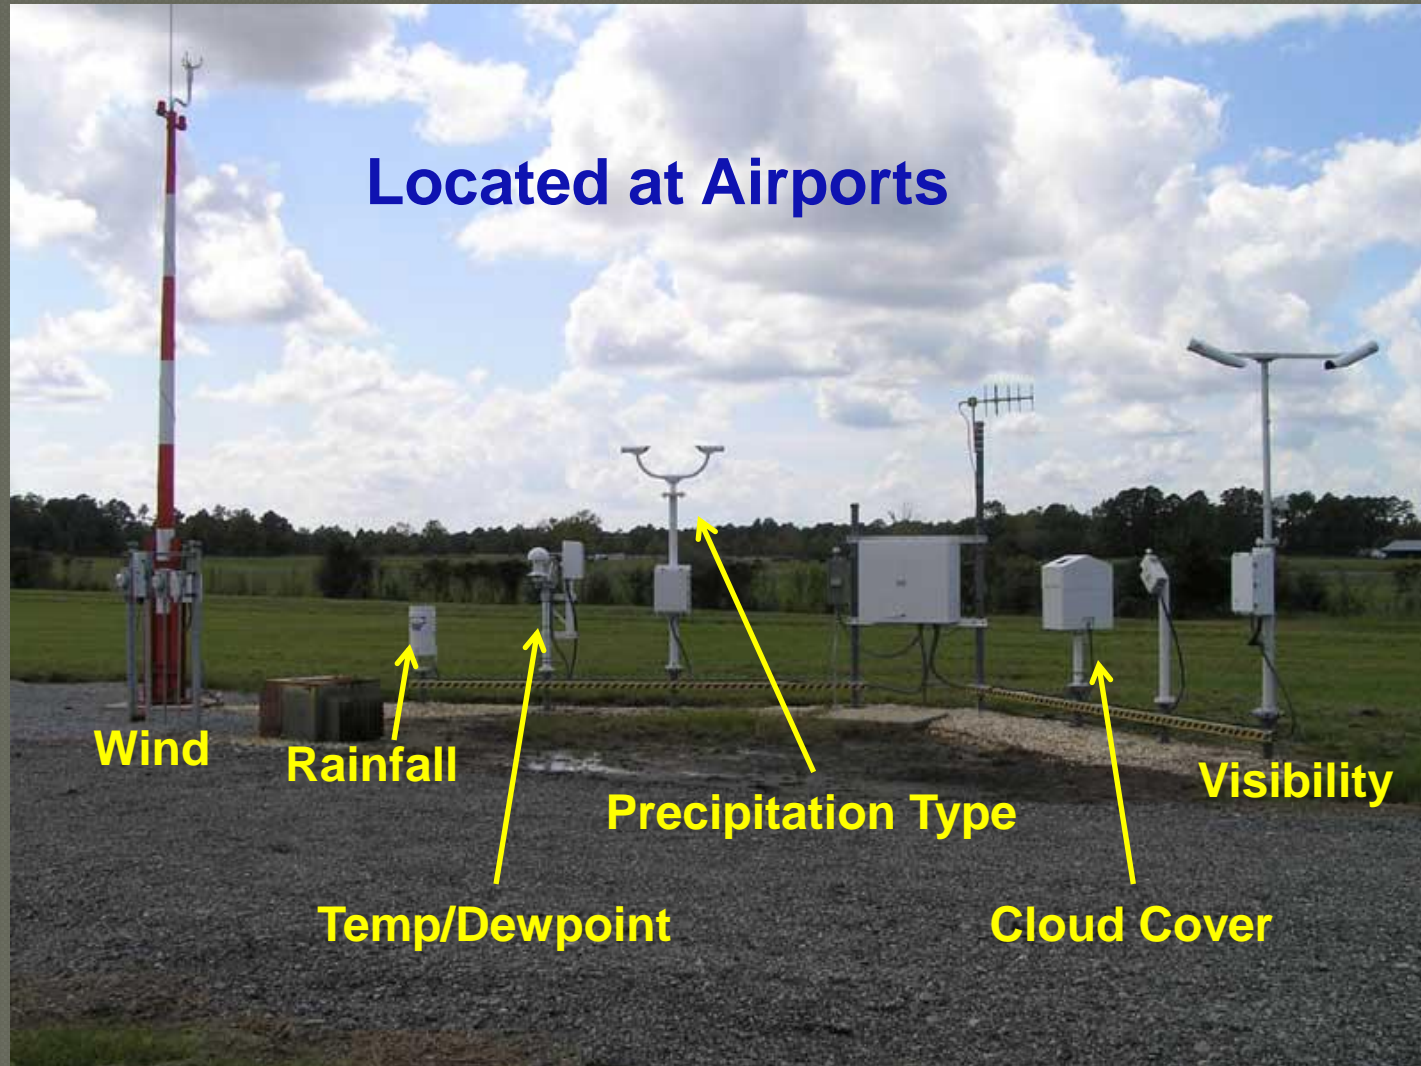 Located at Airports
Wind
Rainfall
Visibility
Precipitation Type
Temp/Dewpoint
Cloud Cover